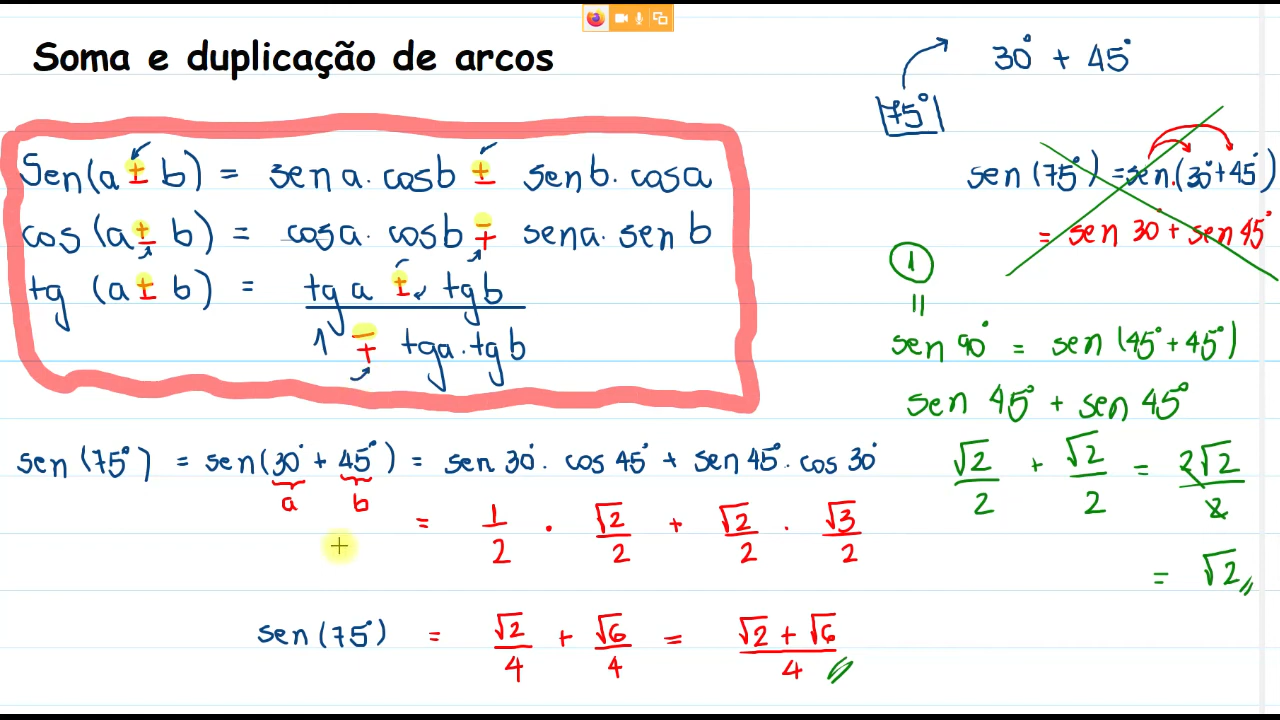 Soma e duplicação de arcos
Sen(a ± b) = sen a · cos b ± sen b · cos a
cos (a ± b) = cos a · cos b ∓ sen a · sen b
tg (a ± b) = tg a ± tg b
1 ∓ tg a · tg b
75° 30° + 45°
sen (75°) = sen.(30°+45°)
= sen 30 + sen 45°
1
=
sen 90° = sen (45° + 45°)
sen 45° + sen 45°
√2/2 + √2/2 = 2√2/2
= √2
sen (75°) = sen (30° + 45°) = sen 30° · cos 45° + sen 45° · cos 30°
a b
= 1/2 · √2/2 + √2/2 · √3/2
sen (75°) = √2/4 + √6/4 = √2 + √6/4